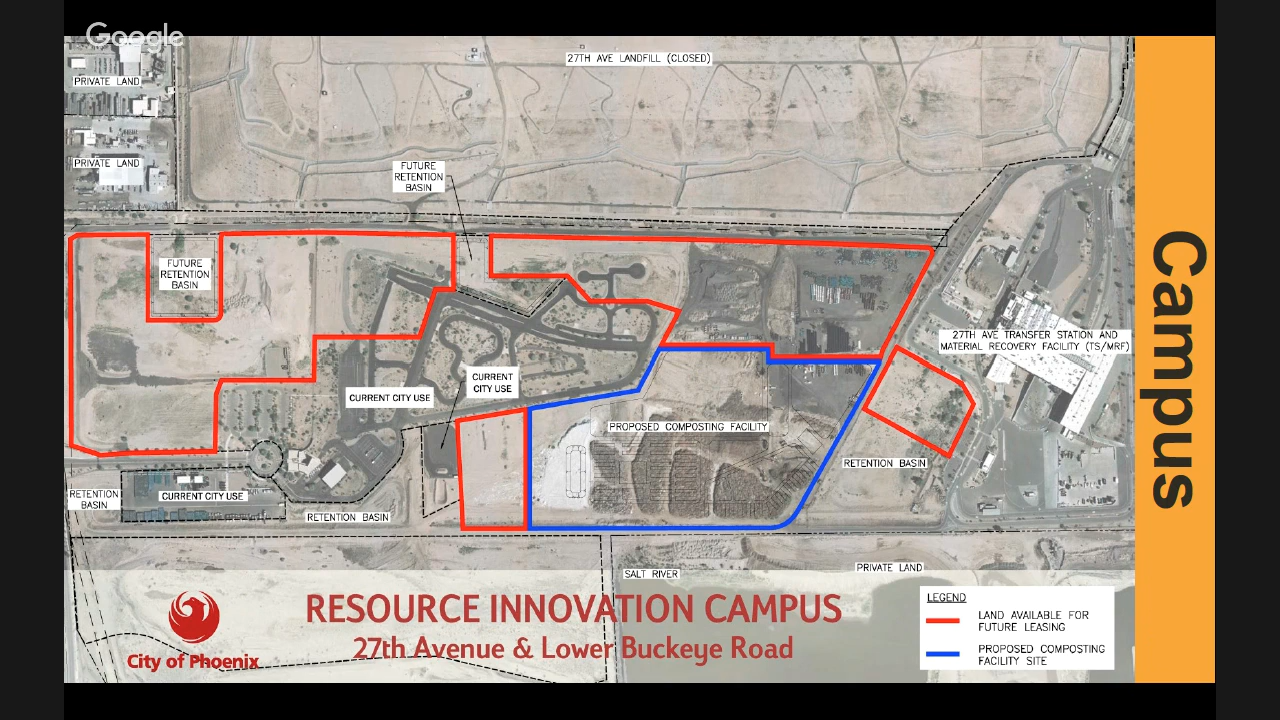 Google
27TH AVE LANDFILL (CLOSED)
PRIVATE LAND
PRIVATE LAND
FUTURE
RETENTION
BASIN
FUTURE
RETENTION
BASIN
27TH AVE TRANSFER STATION AND
MATERIAL RECOVERY FACILITY (TS/MRF)
CURRENT
CITY USE
CURRENT CITY USE
PROPOSED COMPOSTING FACILITY
RETENTION BASIN
RETENTION
BASIN
CURRENT CITY USE
RETENTION BASIN
SALT RIVER
PRIVATE LAND
RESOURCE INNOVATION CAMPUS
27th Avenue & Lower Buckeye Road
City of Phoenix
LEGEND
LAND AVAILABLE FOR
FUTURE LEASING
PROPOSED COMPOSTING
FACILITY SITE
Campus